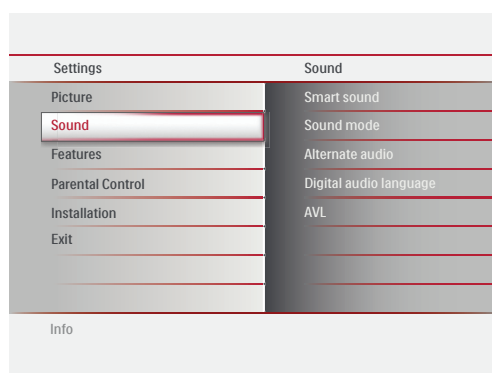 Settings
Sound
Picture
Sound
Features
Parental Control
Installation
Exit
Smart sound
Sound mode
Alternate audio
Digital audio language
AVL
Info